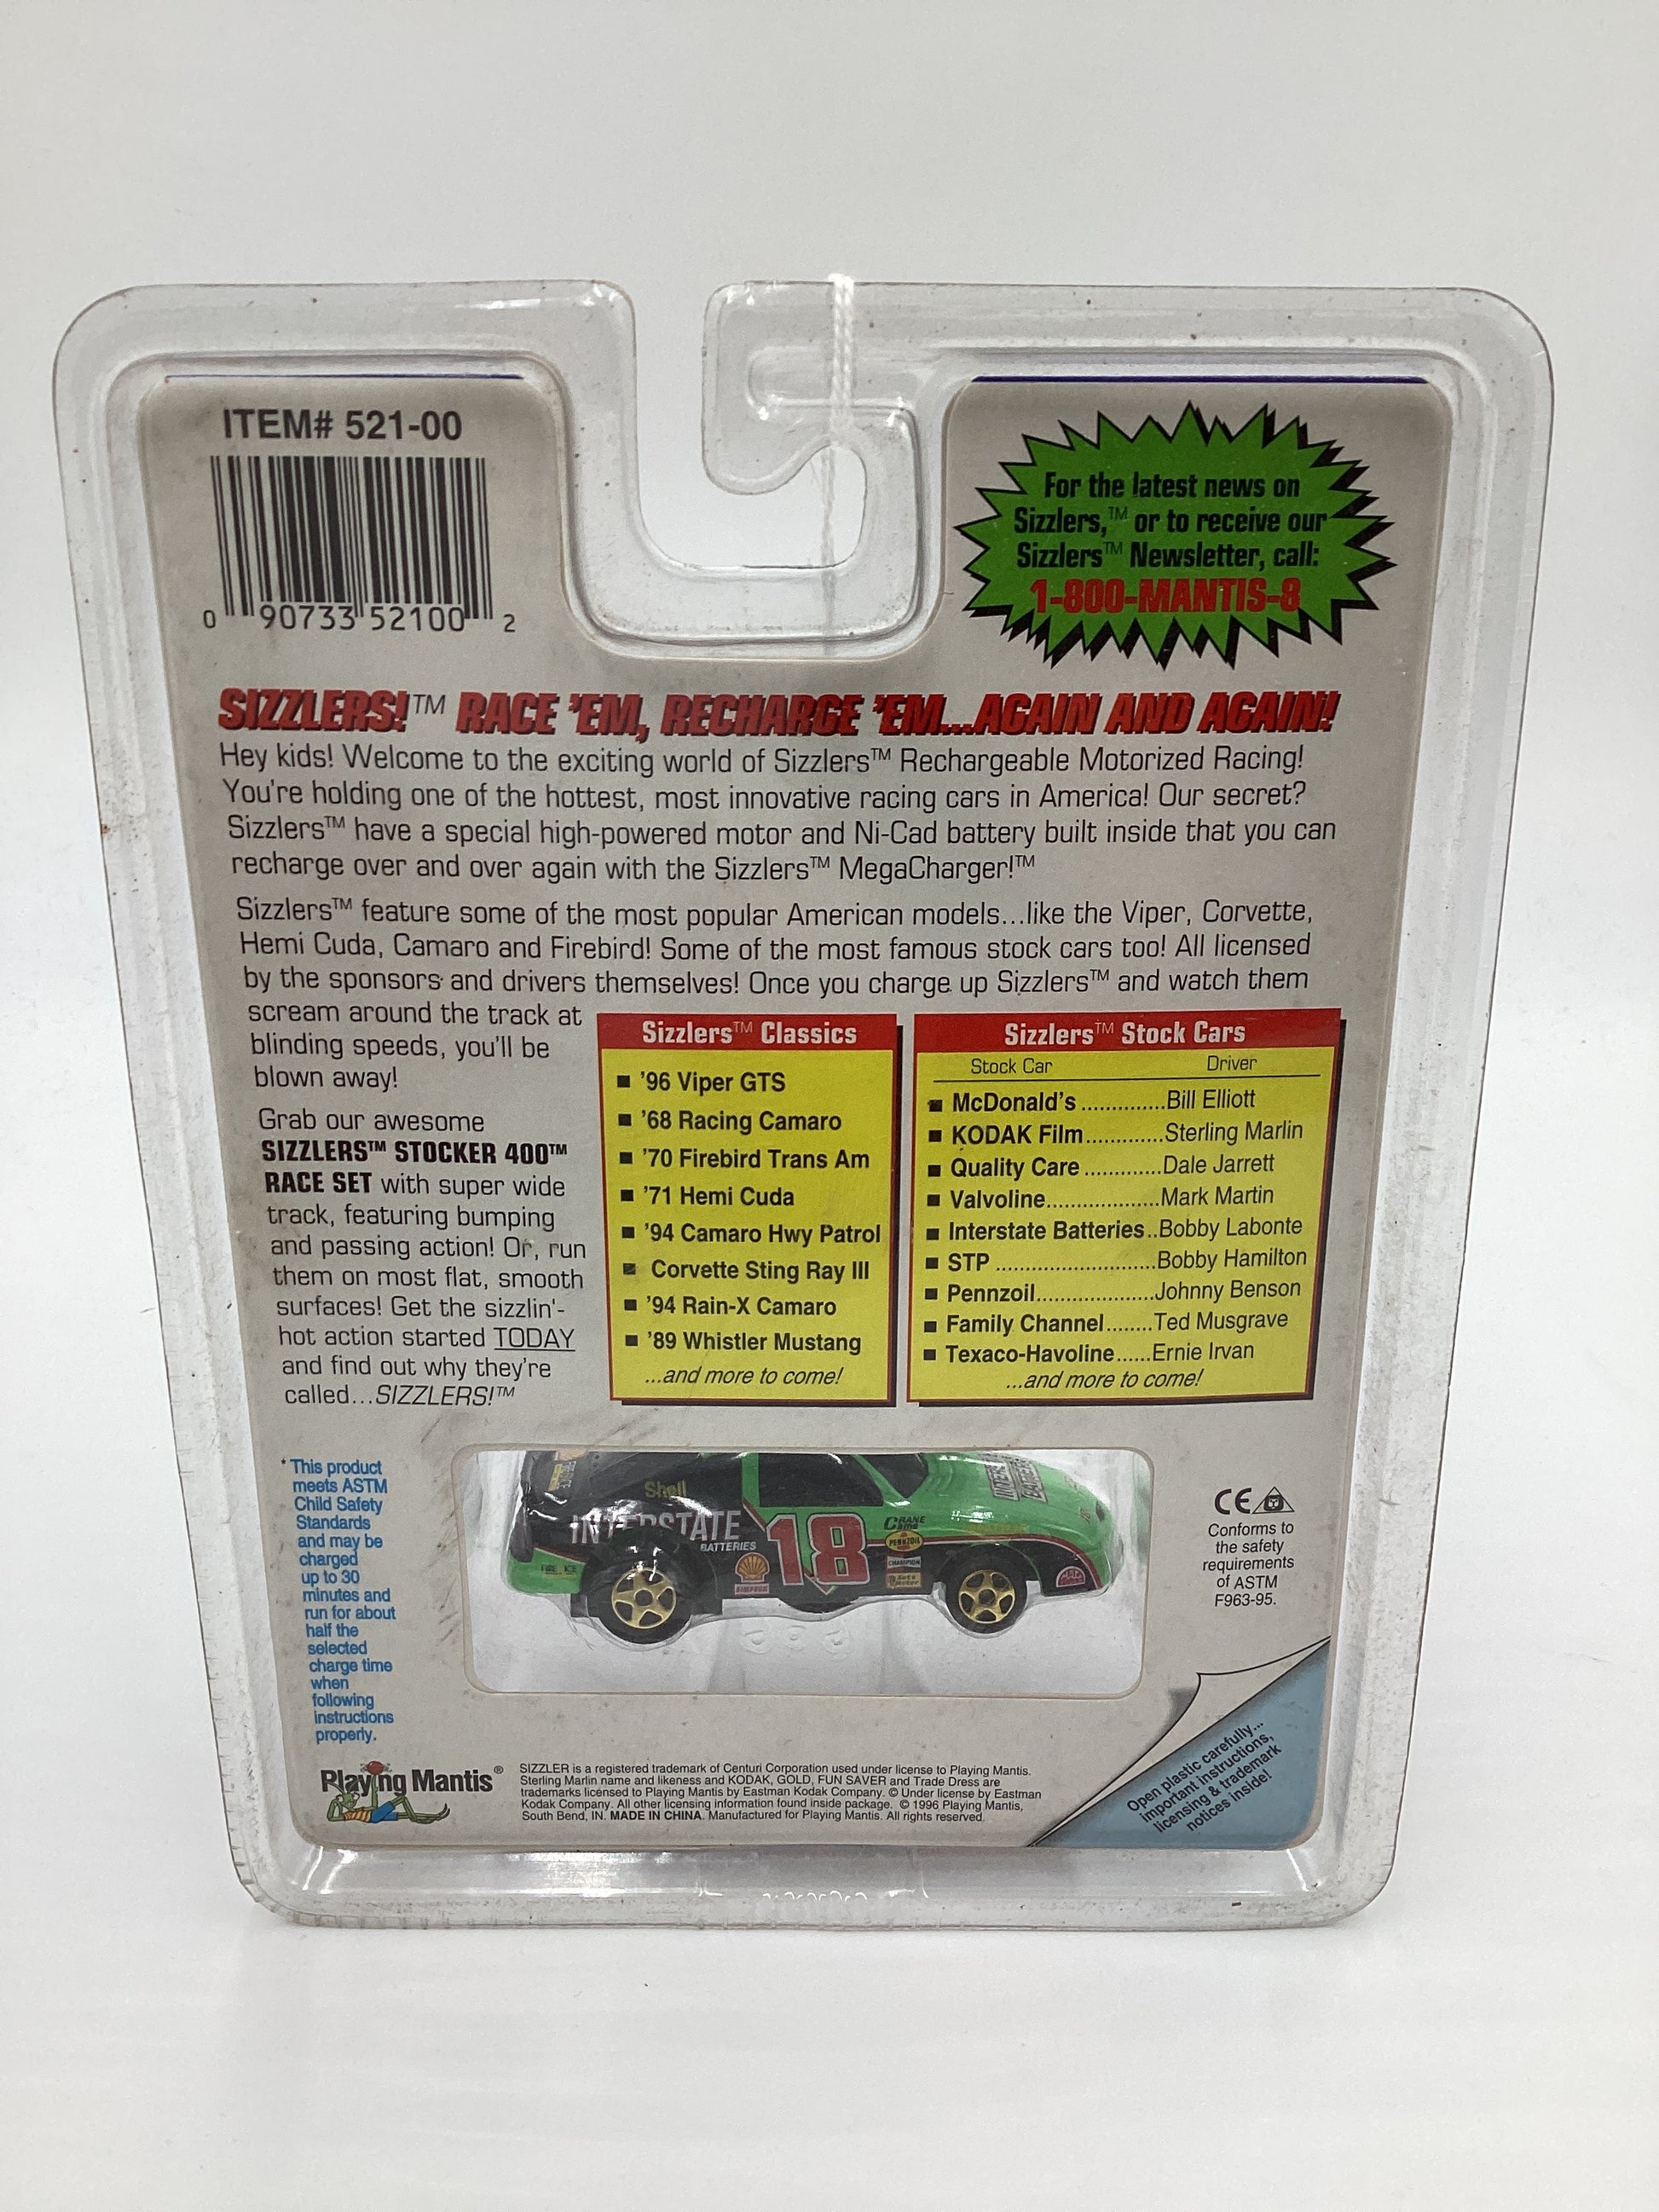 ITEM# 521-00
0 90733 52100 2
For the latest news on
Sizzlers,™ or to receive our
Sizzlers™ Newsletter, call:
1-800-MANTIS-8
SIZZLERS!™ RACE 'EM, RECHARGE 'EM...AGAIN AND AGAIN!
Hey kids! Welcome to the exciting world of Sizzlers™ Rechargeable Motorized Racing!
You're holding one of the hottest, most innovative racing cars in America! Our secret?
Sizzlers™ have a special high-powered motor and Ni-Cad battery built inside that you can
recharge over and over again with the Sizzlers™ MegaCharger!™
Sizzlers™ feature some of the most popular American models...like the Viper, Corvette,
Hemi Cuda, Camaro and Firebird! Some of the most famous stock cars too! All licensed
by the sponsors and drivers themselves! Once you charge up Sizzlers™ and watch them
scream around the track at
blinding speeds, you'll be
blown away!
Grab our awesome
SIZZLERS™ STOCKER 400™
RACE SET with super wide
track, featuring bumping
and passing action! Or, run
them on most flat, smooth
surfaces! Get the sizzlin'-
hot action started TODAY
and find out why they're
called...SIZZLERS!™
Sizzlers™ Classics
■ '96 Viper GTS
■ '68 Racing Camaro
■ '70 Firebird Trans Am
■ '71 Hemi Cuda
■ '94 Camaro Hwy Patrol
■ Corvette Sting Ray III
■ '94 Rain-X Camaro
■ '89 Whistler Mustang
...and more to come!
Sizzlers™ Stock Cars
Stock Car Driver
■ McDonald's ..............Bill Elliott
■ KODAK Film.............Sterling Marlin
■ Quality Care .............Dale Jarrett
■ Valvoline...................Mark Martin
■ Interstate Batteries..Bobby Labonte
■ STP ...........................Bobby Hamilton
■ Pennzoil....................Johnny Benson
■ Family Channel........Ted Musgrave
■ Texaco-Havoline......Ernie Irvan
...and more to come!
*This product
meets ASTM
Child Safety
Standards
and may be
charged
up to 30
minutes and
run for about
half the
selected
charge time
when
following
instructions
properly.
Shell
INTERSTATE
BATTERIES
18
CRANE
Cams
PENNZOIL
CHAMPION
SIMPSON
CE
Conforms to
the safety
requirements
of ASTM
F963-95.
Playing Mantis®
SIZZLER is a registered trademark of Centuri Corporation used under license to Playing Mantis.
Sterling Marlin name and likeness and KODAK, GOLD, FUN SAVER and Trade Dress are
trademarks licensed to Playing Mantis by Eastman Kodak Company. © Under license by Eastman
Kodak Company. All other licensing information found inside package. © 1996 Playing Mantis,
South Bend, IN. MADE IN CHINA. Manufactured for Playing Mantis. All rights reserved.
Open plastic carefully...
important instructions,
licensing & trademark
notices inside!